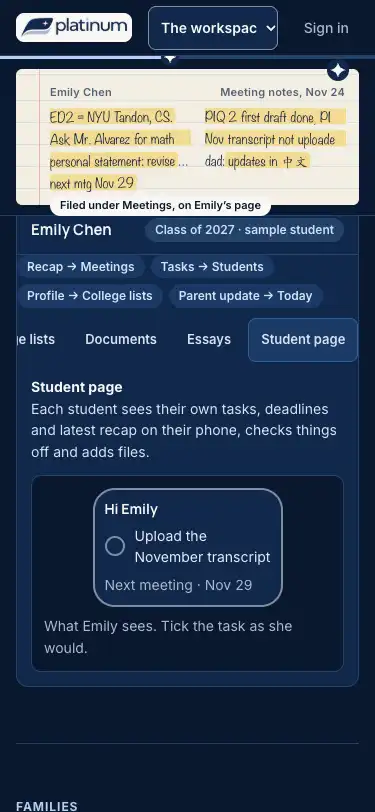 platinum
The workspac
Sign in
Emily Chen
Meeting notes, Nov 24
ED2 = NYU Tandon, CS.
Ask Mr. Alvarez for math
personal statement: revise ...
next mtg Nov 29
PIQ 2 first draft done, PI
Nov transcript not uploade
dad: updates in 中文
Filed under Meetings, on Emily's page
Emily Chen
Class of 2027 · sample student
Recap → Meetings
Tasks → Students
Profile → College lists
Parent update → Today
ge lists
Documents
Essays
Student page
Student page
Each student sees their own tasks, deadlines
and latest recap on their phone, checks things
off and adds files.
Hi Emily
Upload the
November transcript
Next meeting · Nov 29
What Emily sees. Tick the task as she
would.
FAMILIES